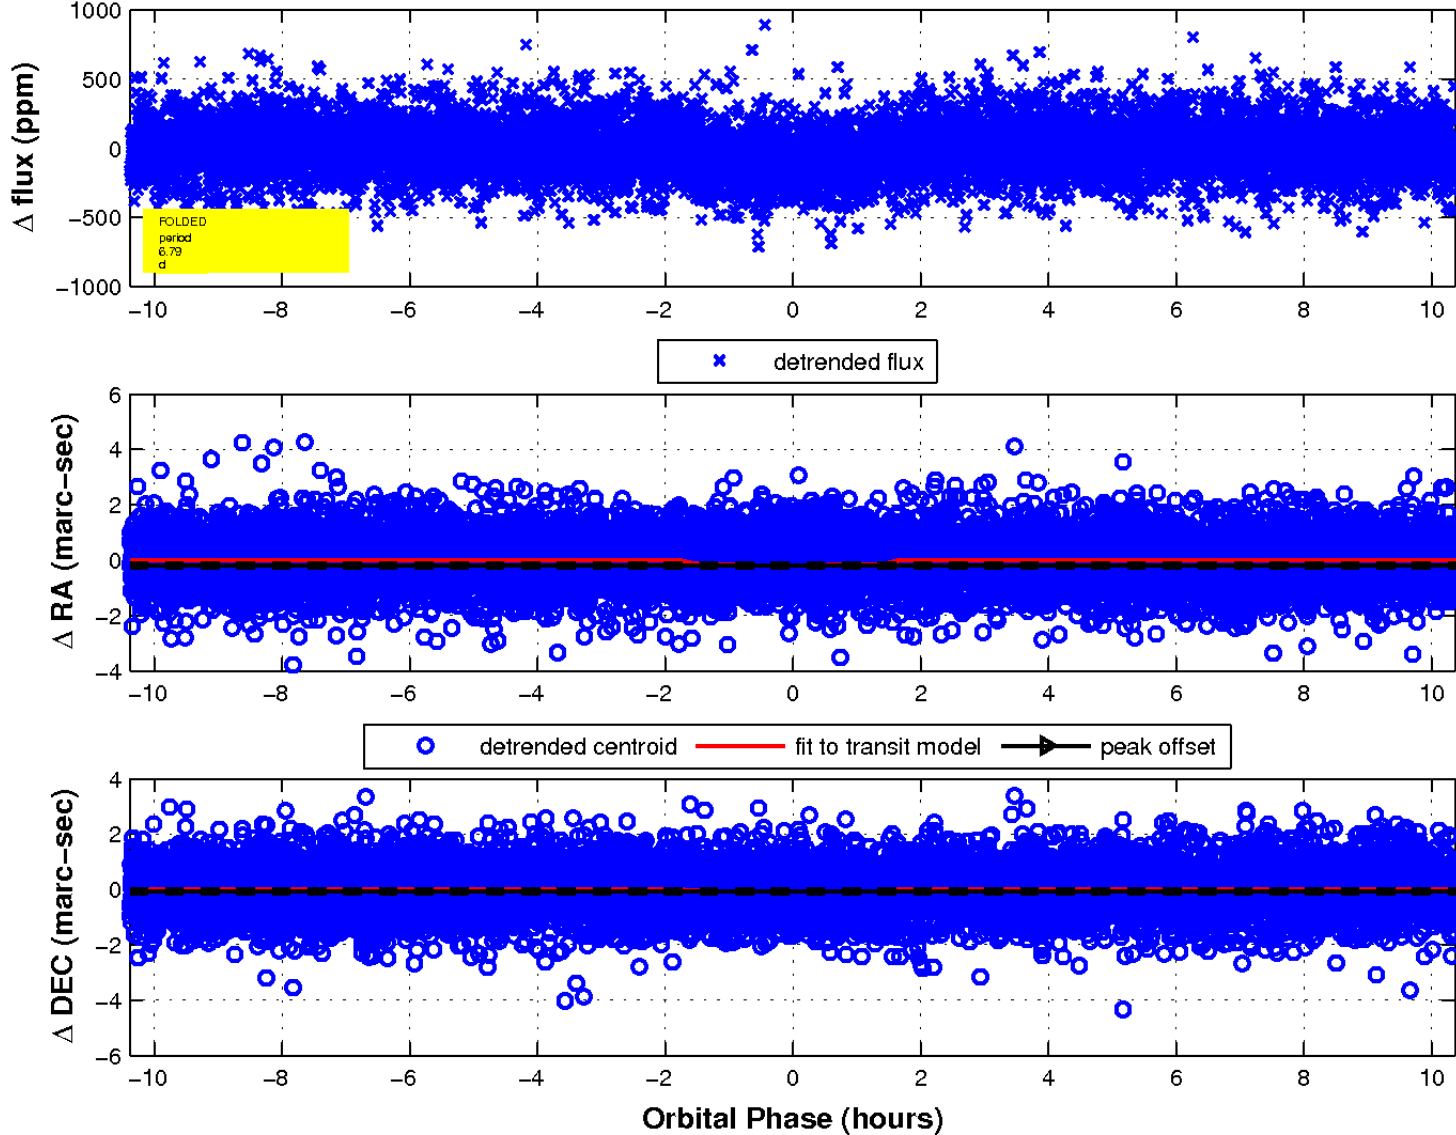 1000
500
0
−500
−1000
Δ flux (ppm)
FOLDED
period
6.79
d
−10 −8 −6 −4 −2 0 2 4 6 8 10
detrended flux
6
4
2
0
−2
−4
Δ RA (marc−sec)
−10 −8 −6 −4 −2 0 2 4 6 8 10
detrended centroid fit to transit model peak offset
4
2
0
−2
−4
−6
Δ DEC (marc−sec)
−10 −8 −6 −4 −2 0 2 4 6 8 10
Orbital Phase (hours)